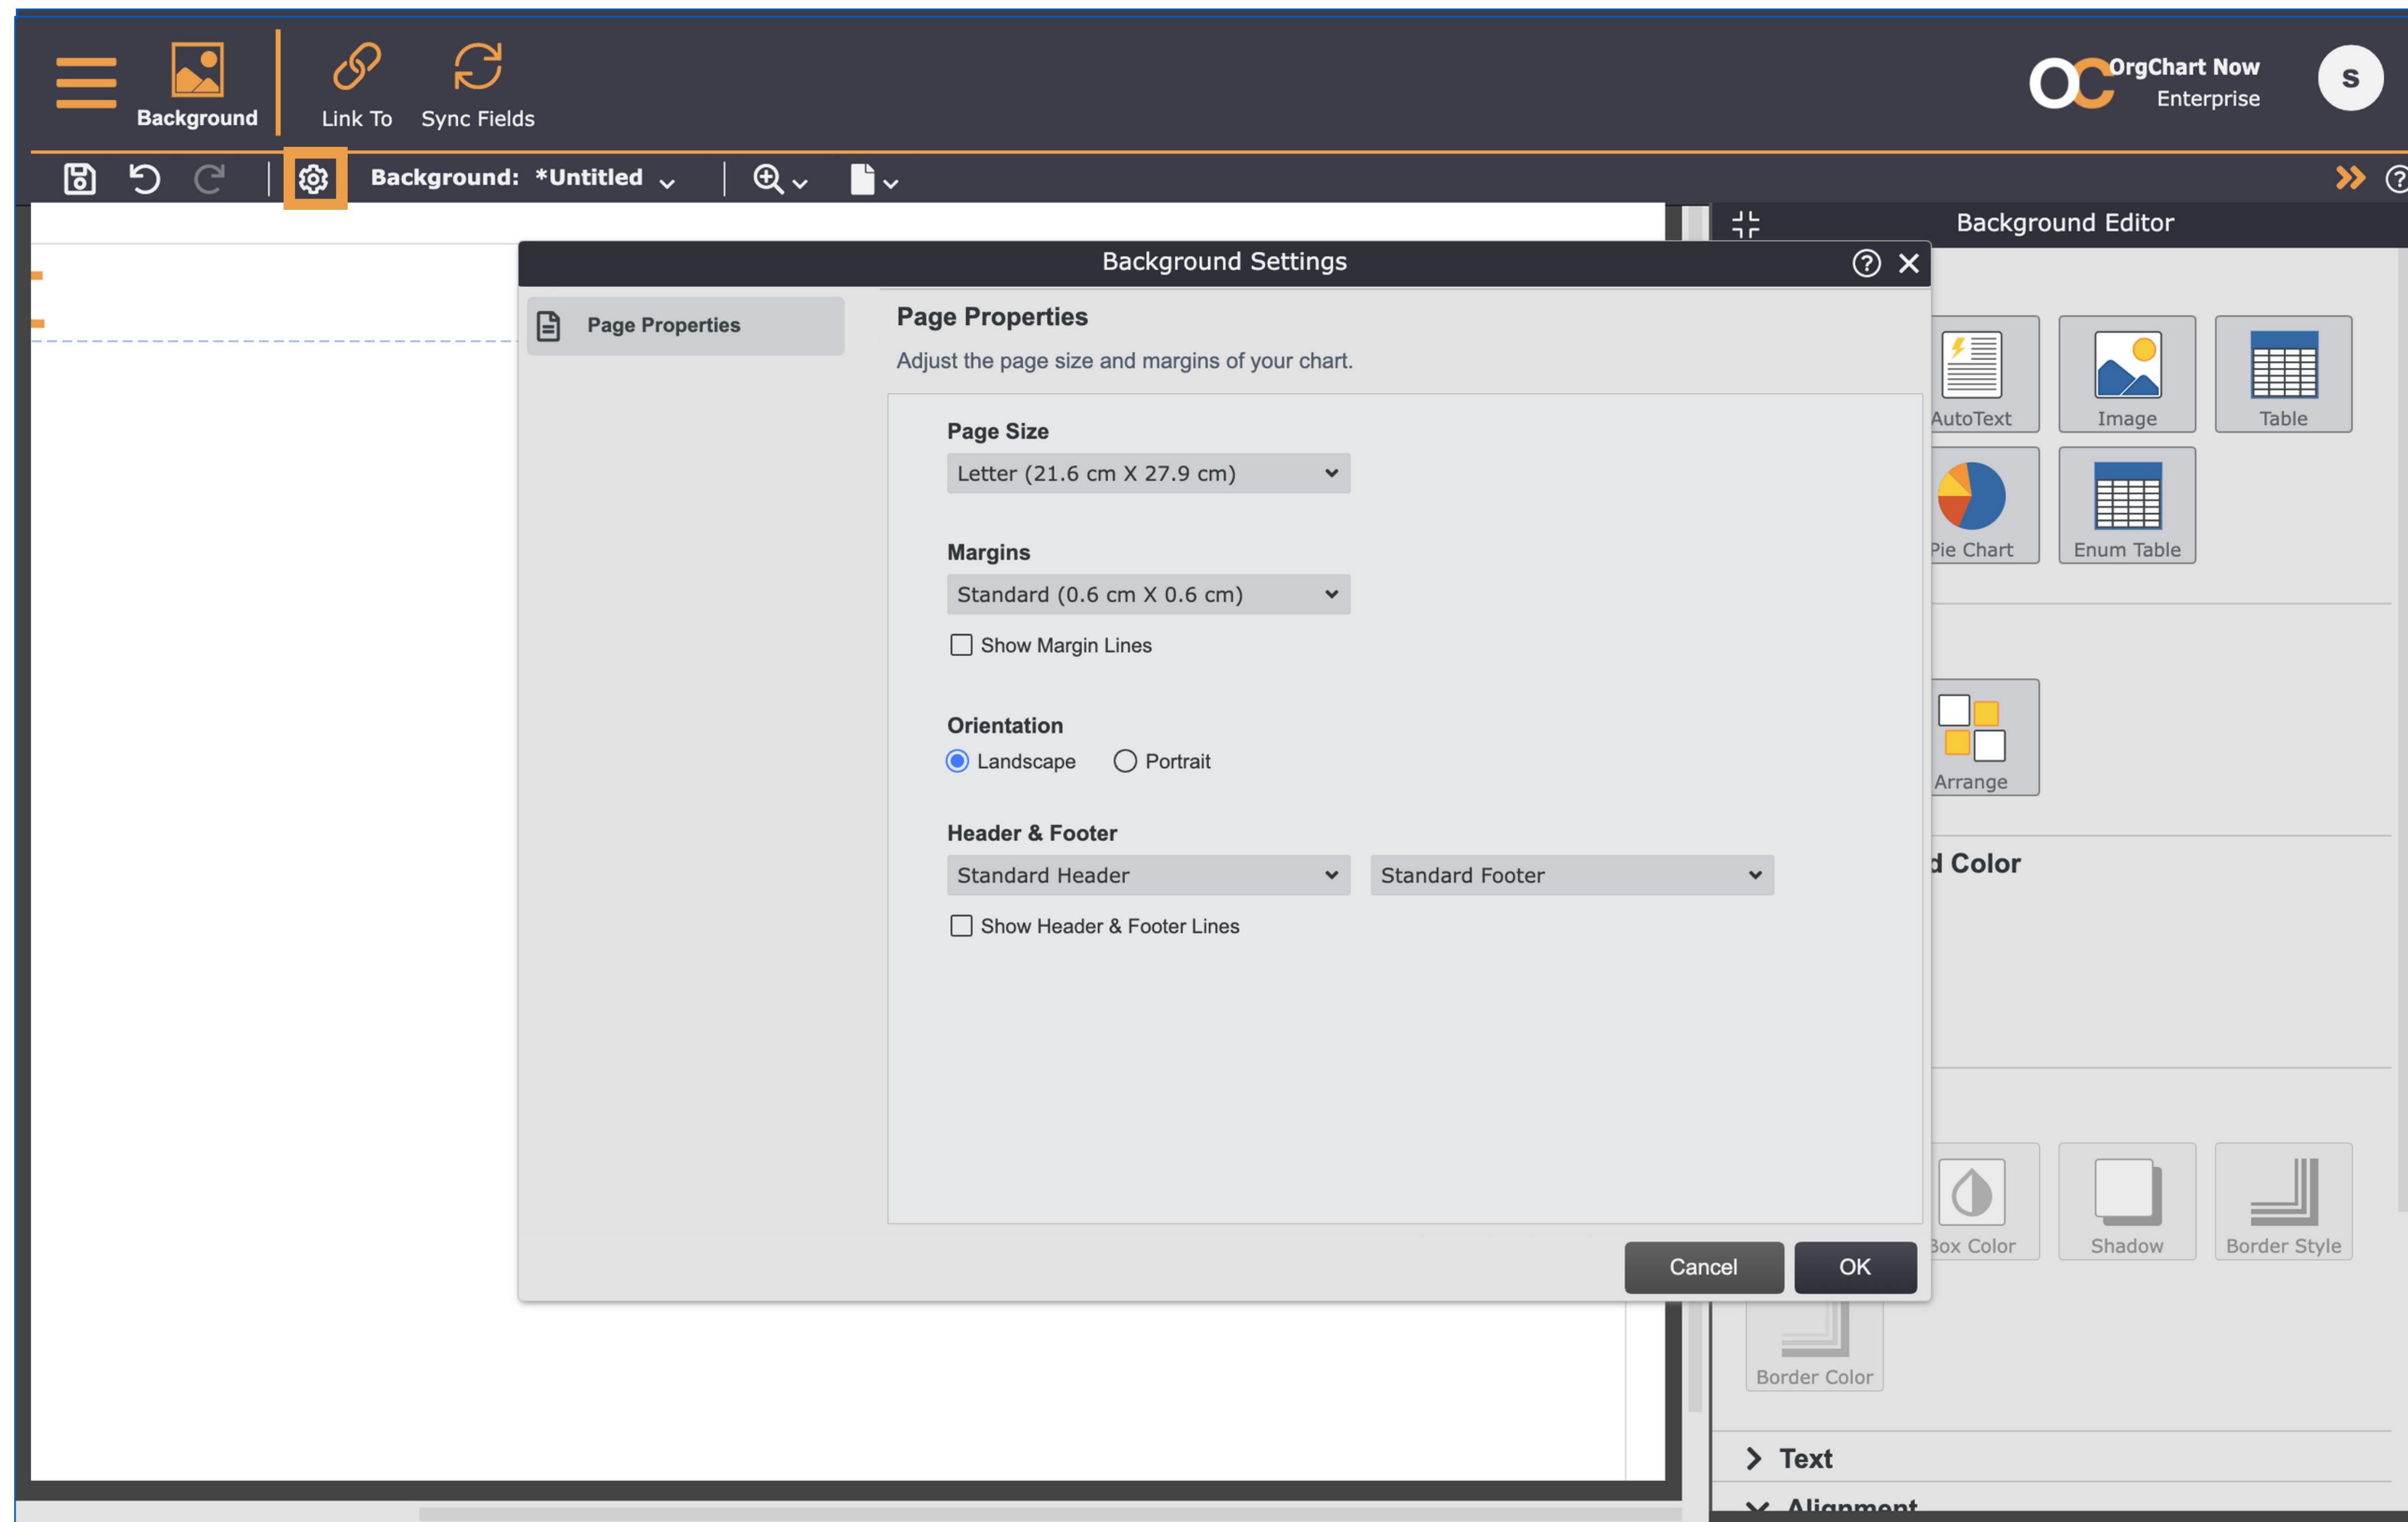 OrgChart Now
Enterprise
S
Background
Link To
Sync Fields
Background: *Untitled
Background Editor
Background Settings
Page Properties
Page Properties
Adjust the page size and margins of your chart.
Page Size
Letter (21.6 cm X 27.9 cm)
Margins
Standard (0.6 cm X 0.6 cm)
Show Margin Lines
Orientation
Landscape
Portrait
Header & Footer
Standard Header
Standard Footer
Show Header & Footer Lines
Cancel
OK
AutoText
Image
Table
Pie Chart
Enum Table
Arrange
d Color
Box Color
Shadow
Border Style
Border Color
Text
Alignment